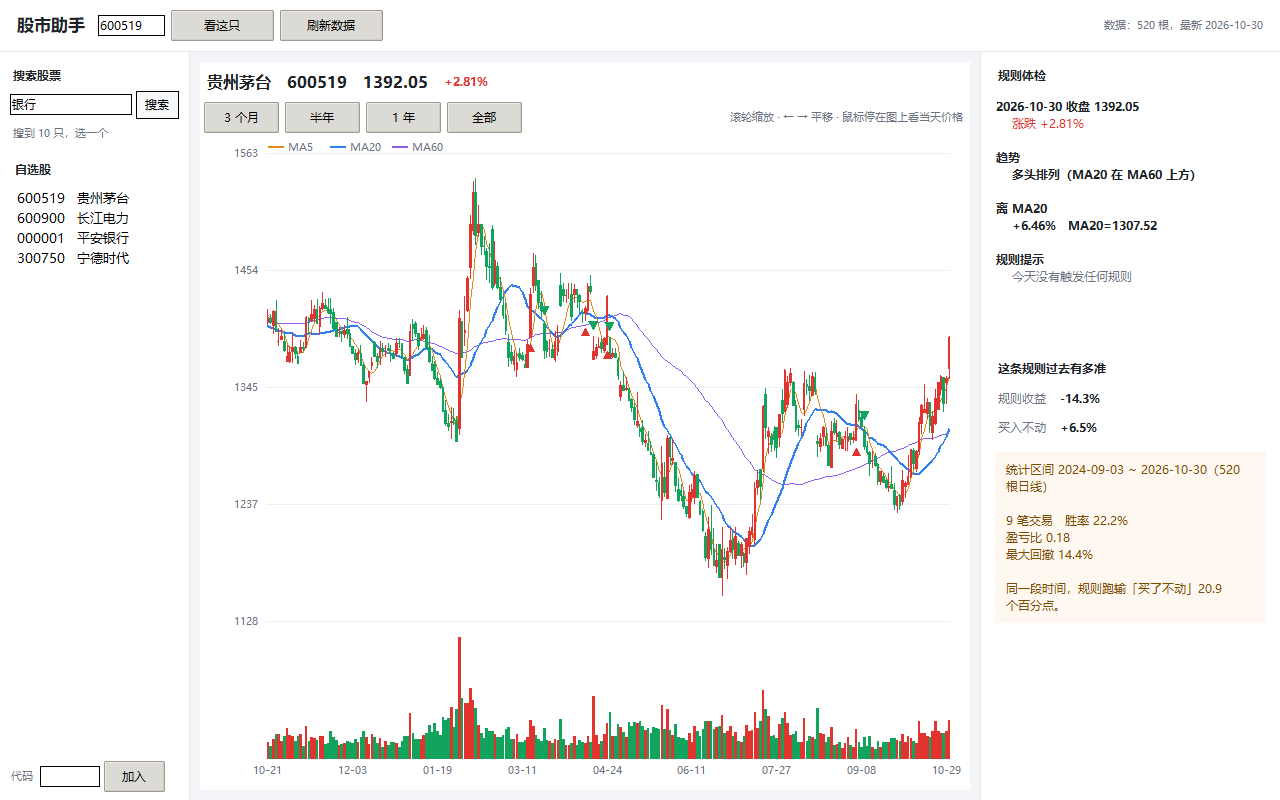 股市助手 600519 看这只 刷新数据 数据：520 根，最新 2026-10-30
搜索股票
银行 搜索
搜到 10 只，选一个
自选股
600519 贵州茅台
600900 长江电力
000001 平安银行
300750 宁德时代
代码 加入
贵州茅台 600519 1392.05 +2.81%
3 个月 半年 1 年 全部 滚轮缩放 · ← → 平移 · 鼠标停在图上看当天价格
MA5 MA20 MA60
1563
1454
1345
1237
1128
10-21 12-03 01-19 03-11 04-24 06-11 07-27 09-08 10-29
规则体检
2026-10-30 收盘 1392.05
涨跌 +2.81%
趋势
多头排列（MA20 在 MA60 上方）
离 MA20
+6.46% MA20=1307.52
规则提示
今天没有触发任何规则
这条规则过去有多准
规则收益 -14.3%
买入不动 +6.5%
统计区间 2024-09-03 ~ 2026-10-30（520
根日线）
9 笔交易 胜率 22.2%
盈亏比 0.18
最大回撤 14.4%
同一段时间，规则跑输「买了不动」20.9
个百分点。